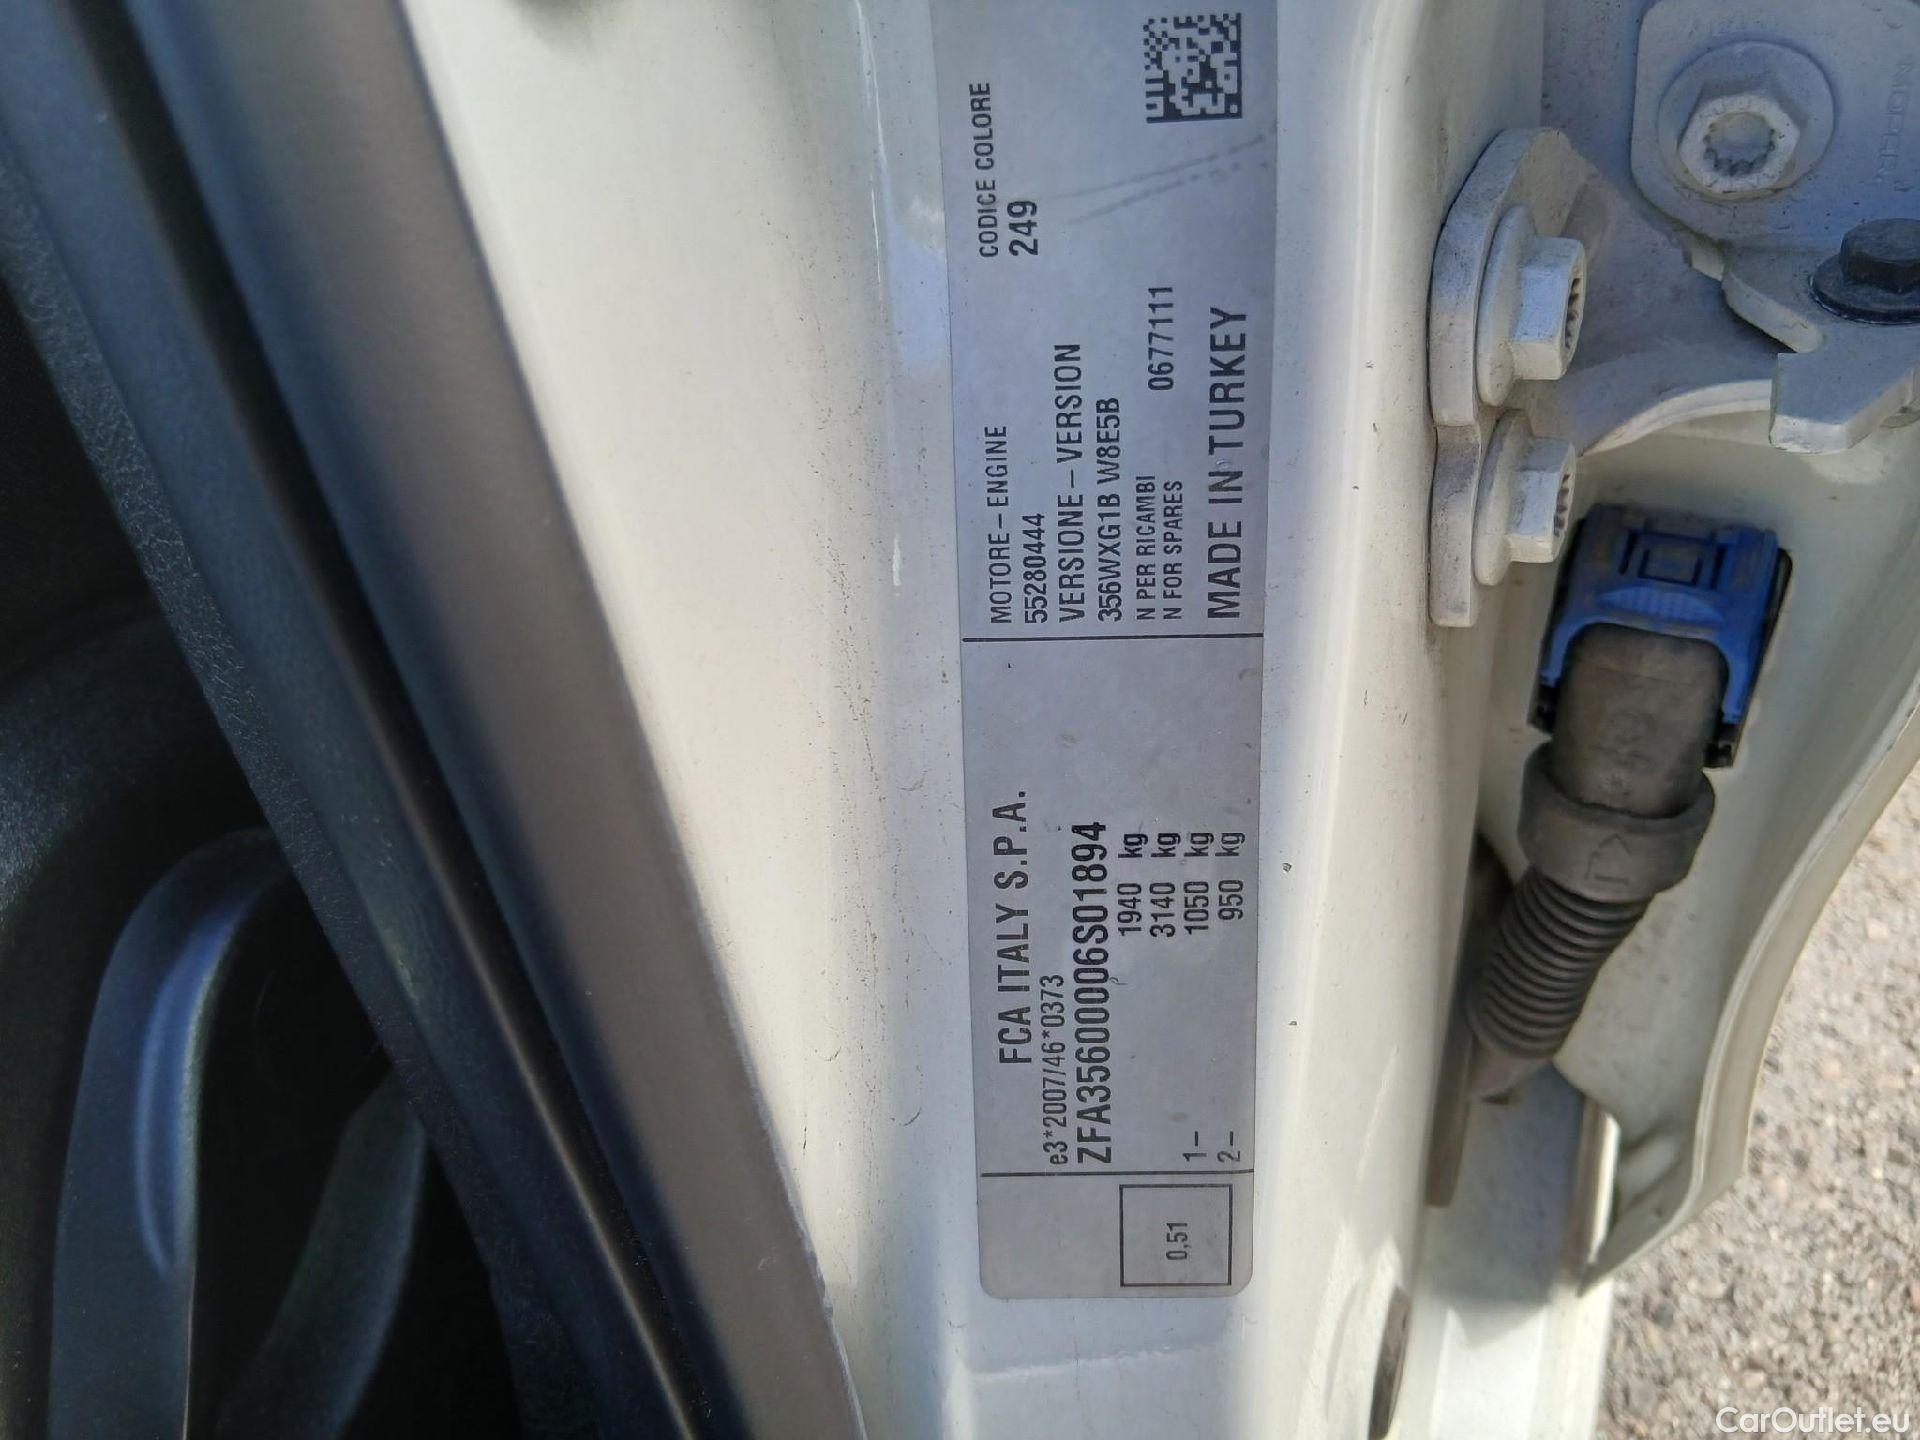 FCA ITALY S.P.A.
e3*2007/46*0373
ZFA35600006S01894
1940 kg
3140 kg
1- 1050 kg
2- 950 kg
0,51
MOTORE-ENGINE
55280444
VERSIONE-VERSION
356WXG1B W8E5B
N PER RICAMBI
N FOR SPARES 0677111
MADE IN TURKEY
CODICE COLORE
249
CarOutlet.eu